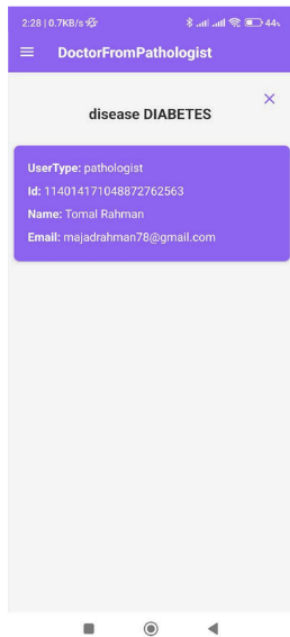 2:28 | 0.7KB/s 44%
DoctorFromPathologist
disease DIABETES
UserType: pathologist
Id: 114014171048872762563
Name: Tomal Rahman
Email: majadrahman78@gmail.com